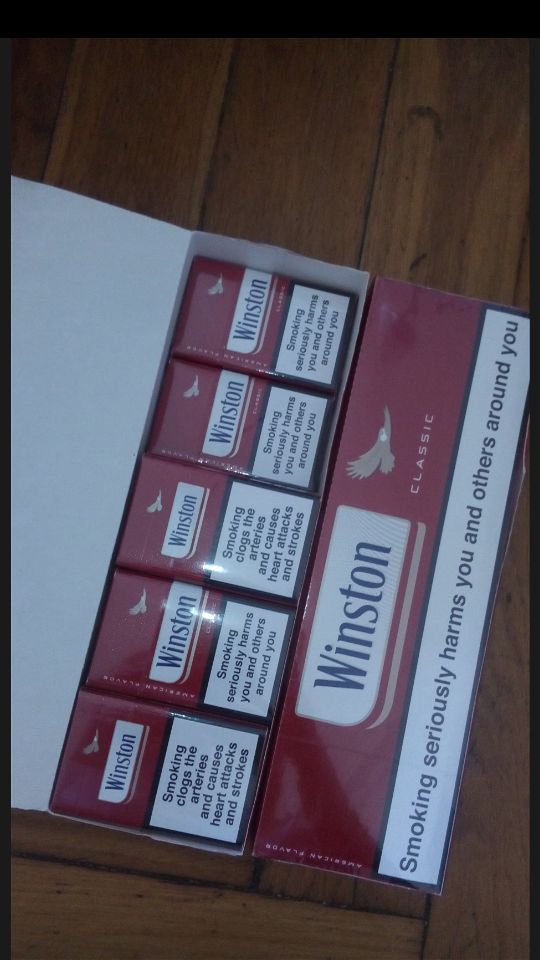 Winston
CLASSIC
AMERICAN FLAVOR
Smoking
seriously harms
you and others
around you
Winston
CLASSIC
Smoking
seriously harms
you and others
around you
Winston
Smoking
clogs the
arteries
and causes
heart attacks
and strokes
Winston
AMERICAN FLAVOR
Smoking
seriously harms
you and others
around you
Winston
Smoking
clogs the
arteries
and causes
heart attacks
and strokes
CLASSIC
Winston
AMERICAN FLAVOR
Smoking seriously harms you and others around you